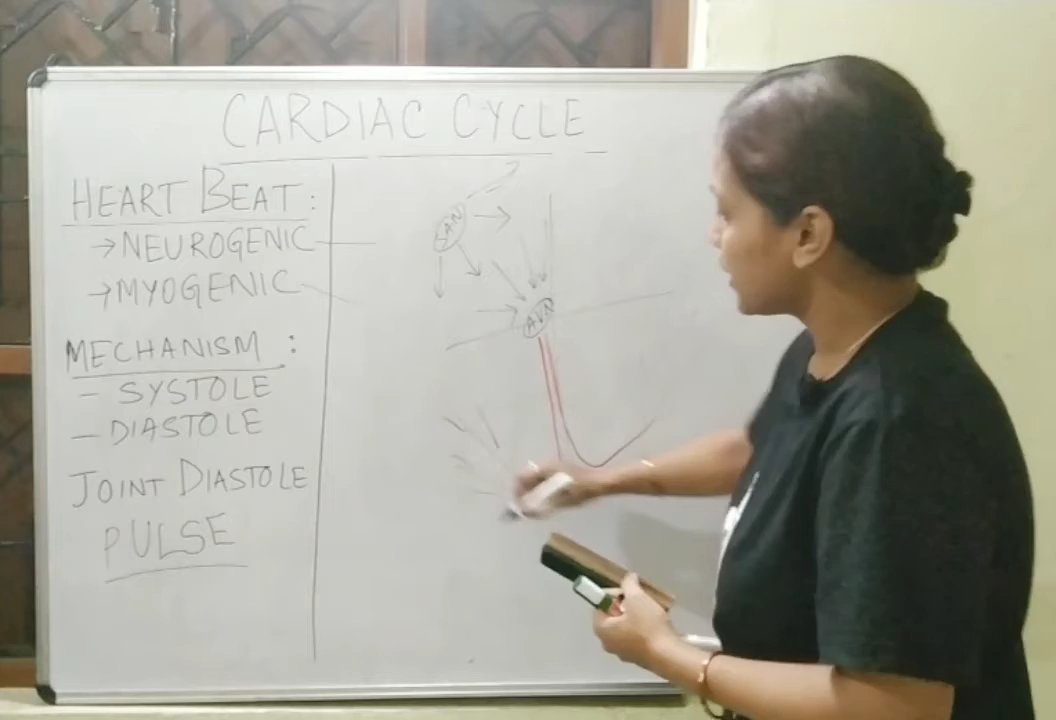 CARDIAC CYCLE
HEART BEAT:
→NEUROGENIC
→MYOGENIC
MECHANISM:
- SYSTOLE
- DIASTOLE
JOINT DIASTOLE
PULSE
SAN
AVN